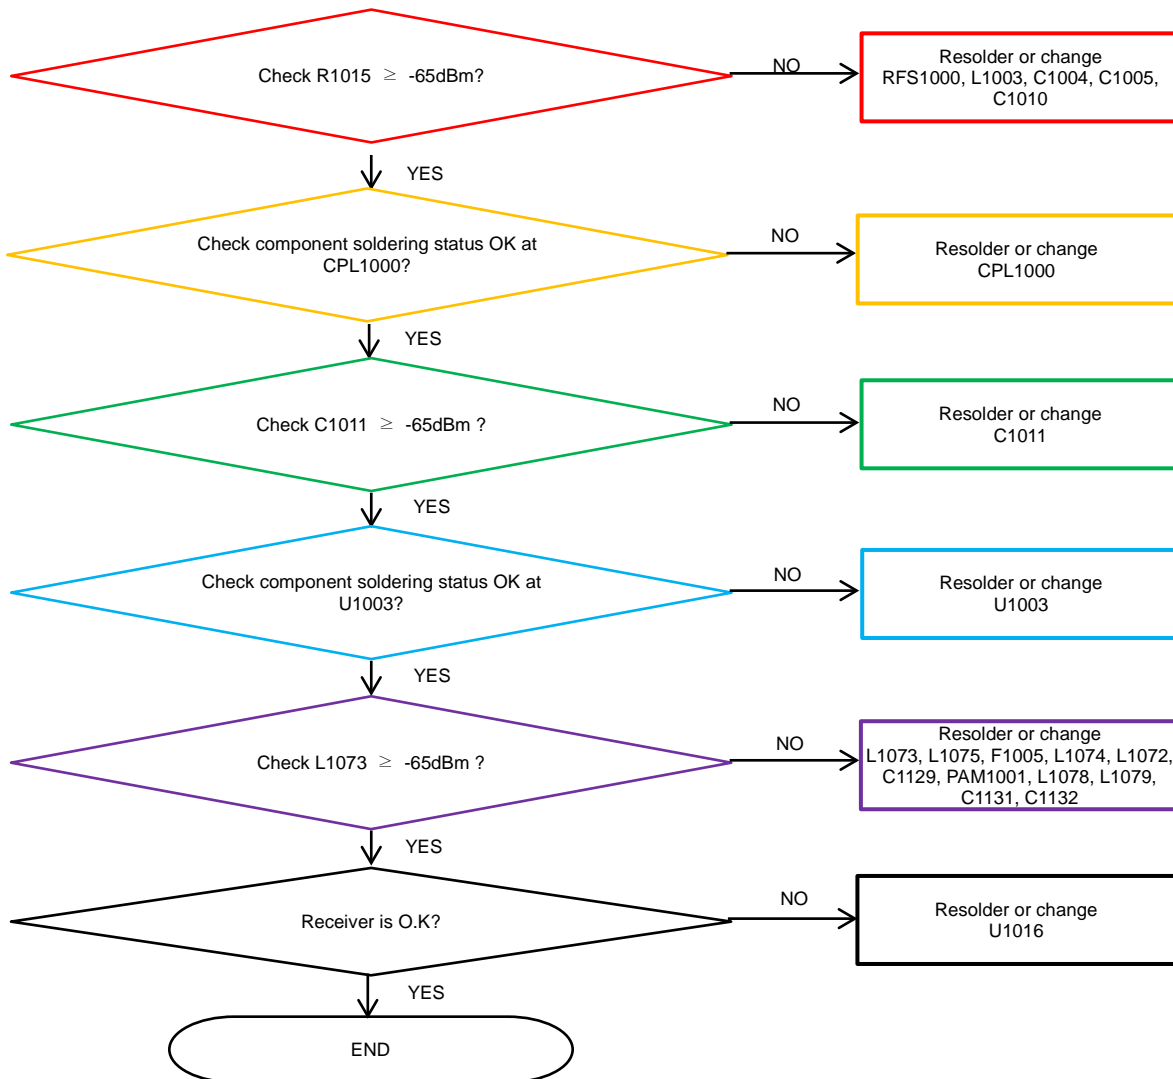 Check R1015 ≥ -65dBm?
NO
Resolder or change
RFS1000, L1003, C1004, C1005,
C1010
YES
Check component soldering status OK at
CPL1000?
NO
Resolder or change
CPL1000
YES
Check C1011 ≥ -65dBm ?
NO
Resolder or change
C1011
YES
Check component soldering status OK at
U1003?
NO
Resolder or change
U1003
YES
Check L1073 ≥ -65dBm ?
NO
Resolder or change
L1073, L1075, F1005, L1074, L1072,
C1129, PAM1001, L1078, L1079,
C1131, C1132
YES
Receiver is O.K?
NO
Resolder or change
U1016
YES
END